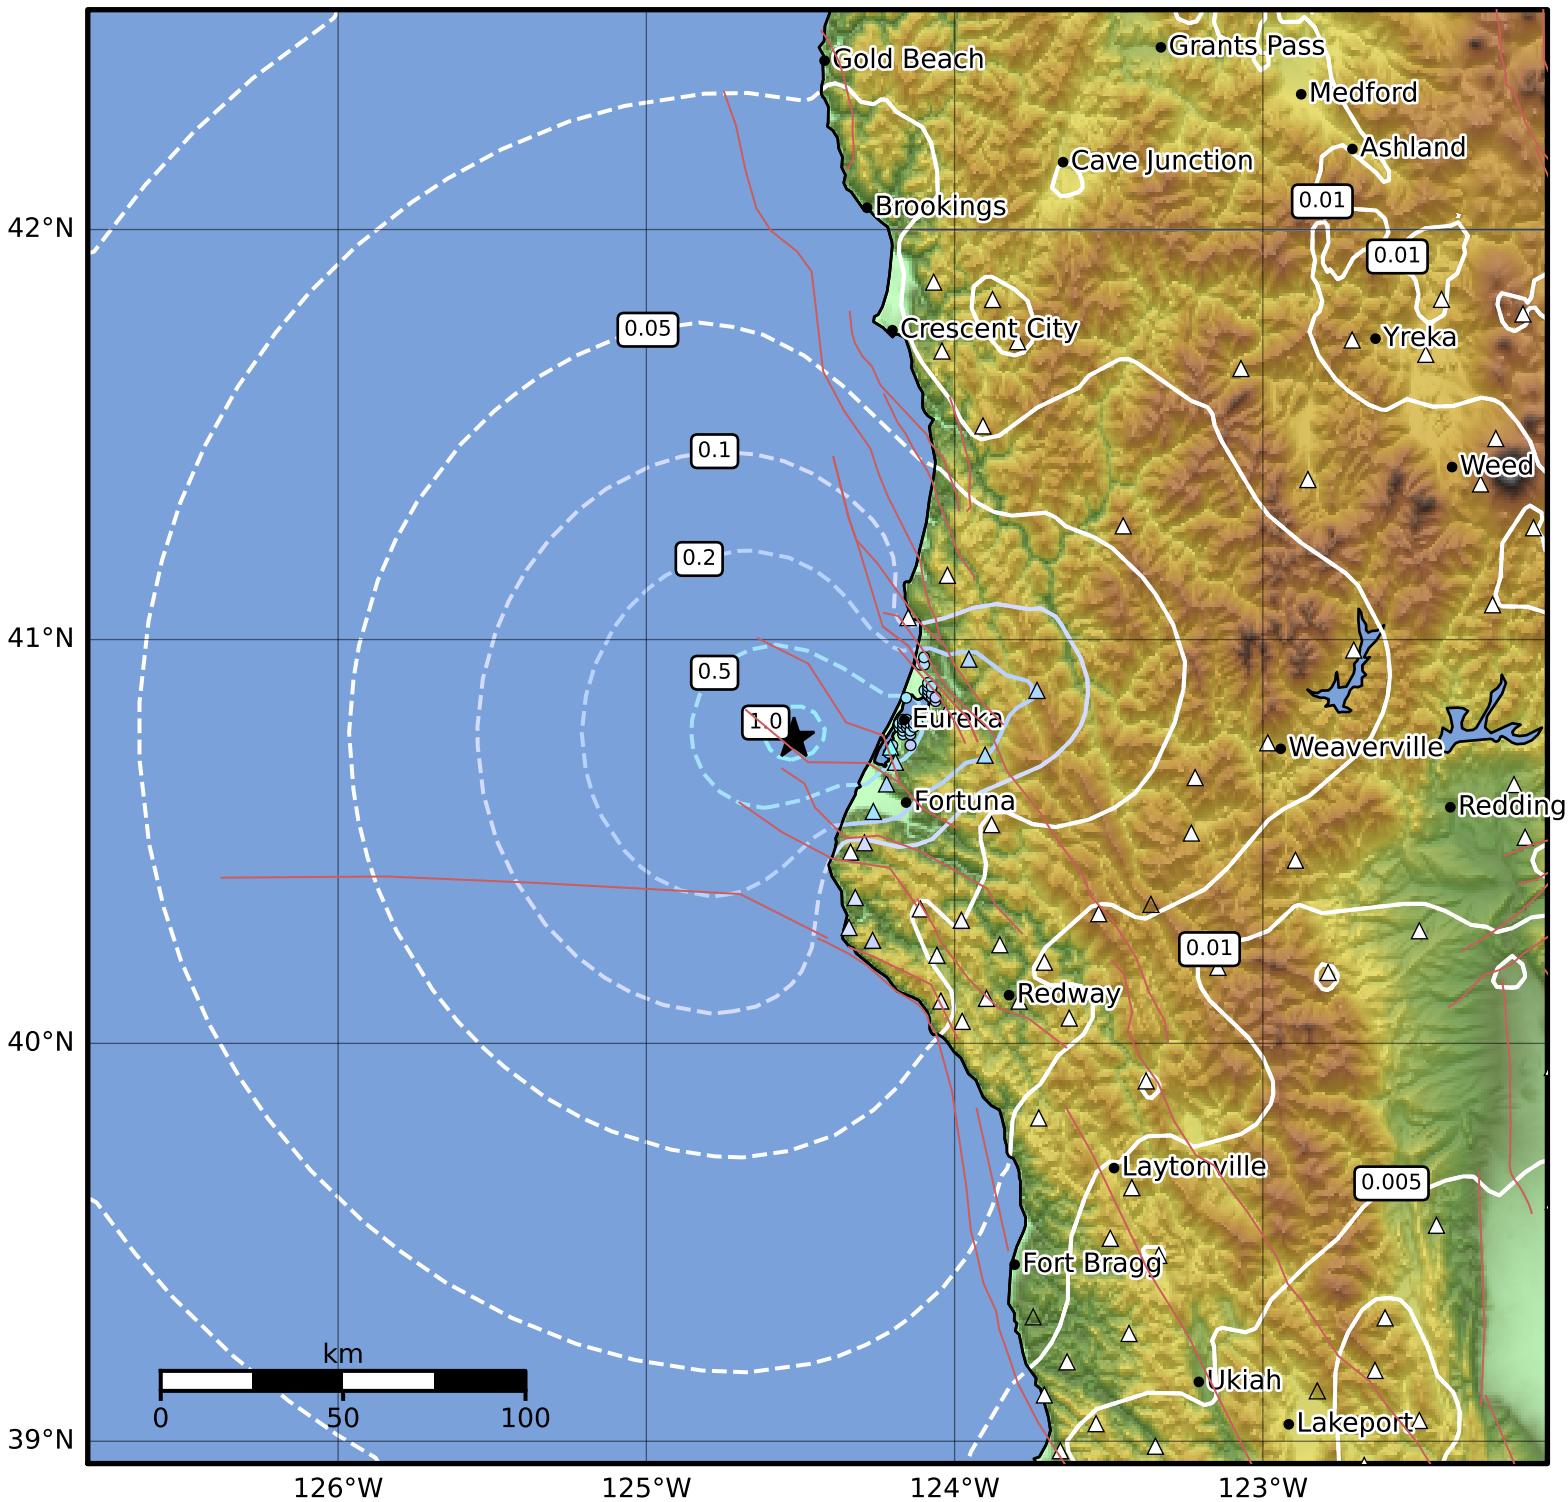 Gold Beach
Grants Pass
Medford
Ashland
Cave Junction
0.01
Brookings
42°N
0.01
0.05
Crescent City
Yreka
0.1
Weed
0.2
41°N
0.5
1.0
Eureka
Weaverville
Fortuna
Redding
0.01
Redway
40°N
Laytonville
0.005
Fort Bragg
km
Ukiah
0
50
100
Lakeport
39°N
126°W
125°W
124°W
123°W